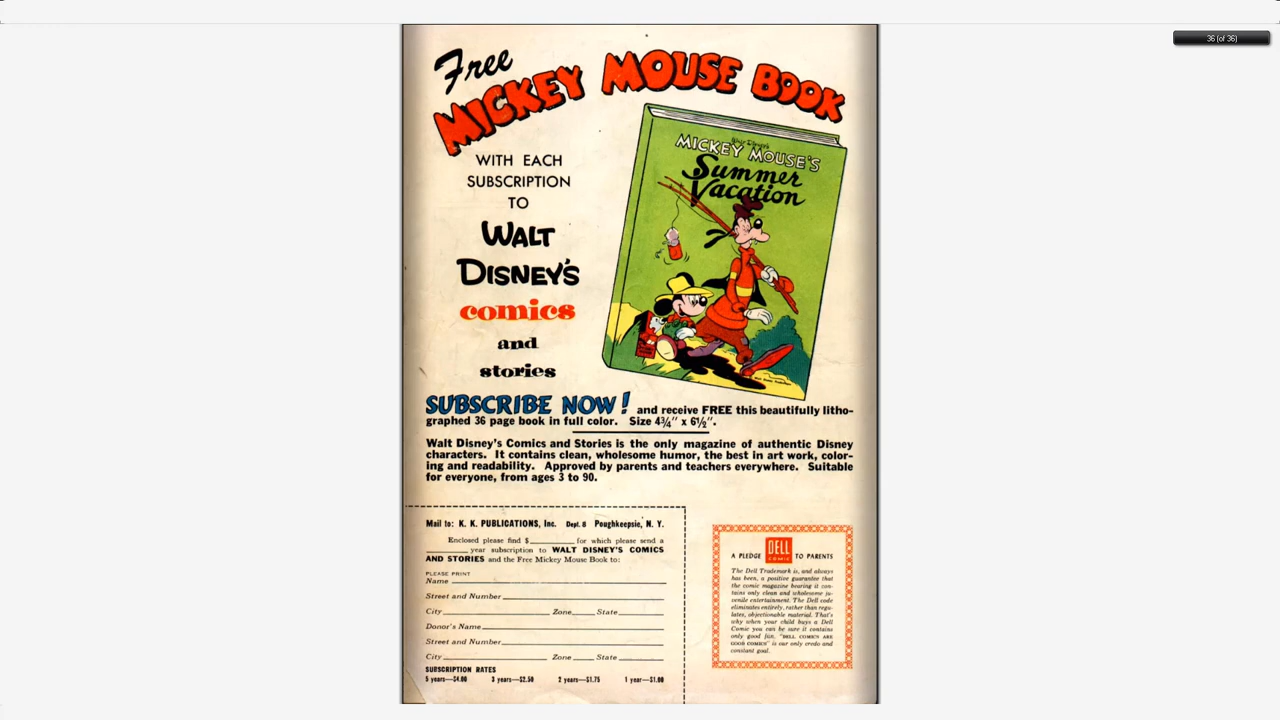 36 (of 36)
Free
MICKEY MOUSE BOOK
WITH EACH
SUBSCRIPTION
TO
WALT
DISNEY'S
comics
and
stories
Walt Disney's
MICKEY MOUSE'S
Summer
Vacation
SUBSCRIBE NOW! and receive FREE this beautifully litho-
graphed 36 page book in full color. Size 4¾" x 6½".
Walt Disney's Comics and Stories is the only magazine of authentic Disney
characters. It contains clean, wholesome humor, the best in art work, color-
ing and readability. Approved by parents and teachers everywhere. Suitable
for everyone, from ages 3 to 90.
Mail to: K. K. PUBLICATIONS, Inc. Dept. 8 Poughkeepsie, N. Y.
Enclosed please find $ for which please send a
year subscription to WALT DISNEY'S COMICS
AND STORIES and the Free Mickey Mouse Book to:
PLEASE PRINT
Name
Street and Number
City Zone State
Donor's Name
Street and Number
City Zone State
SUBSCRIPTION RATES
5 years—$4.00 3 years—$2.50 2 years—$1.75 1 year—$1.00
A PLEDGE DELL COMIC TO PARENTS
The Dell Trademark is, and always
has been, a positive guarantee that
the comic magazine bearing it con-
tains only clean and wholesome ju-
venile entertainment. The Dell code
eliminates entirely, rather than regu-
lates, objectionable material. That's
why when your child buys a Dell
Comic you can be sure it contains
only good fun. "DELL COMICS ARE
GOOD COMICS" is our only credo and
constant goal.